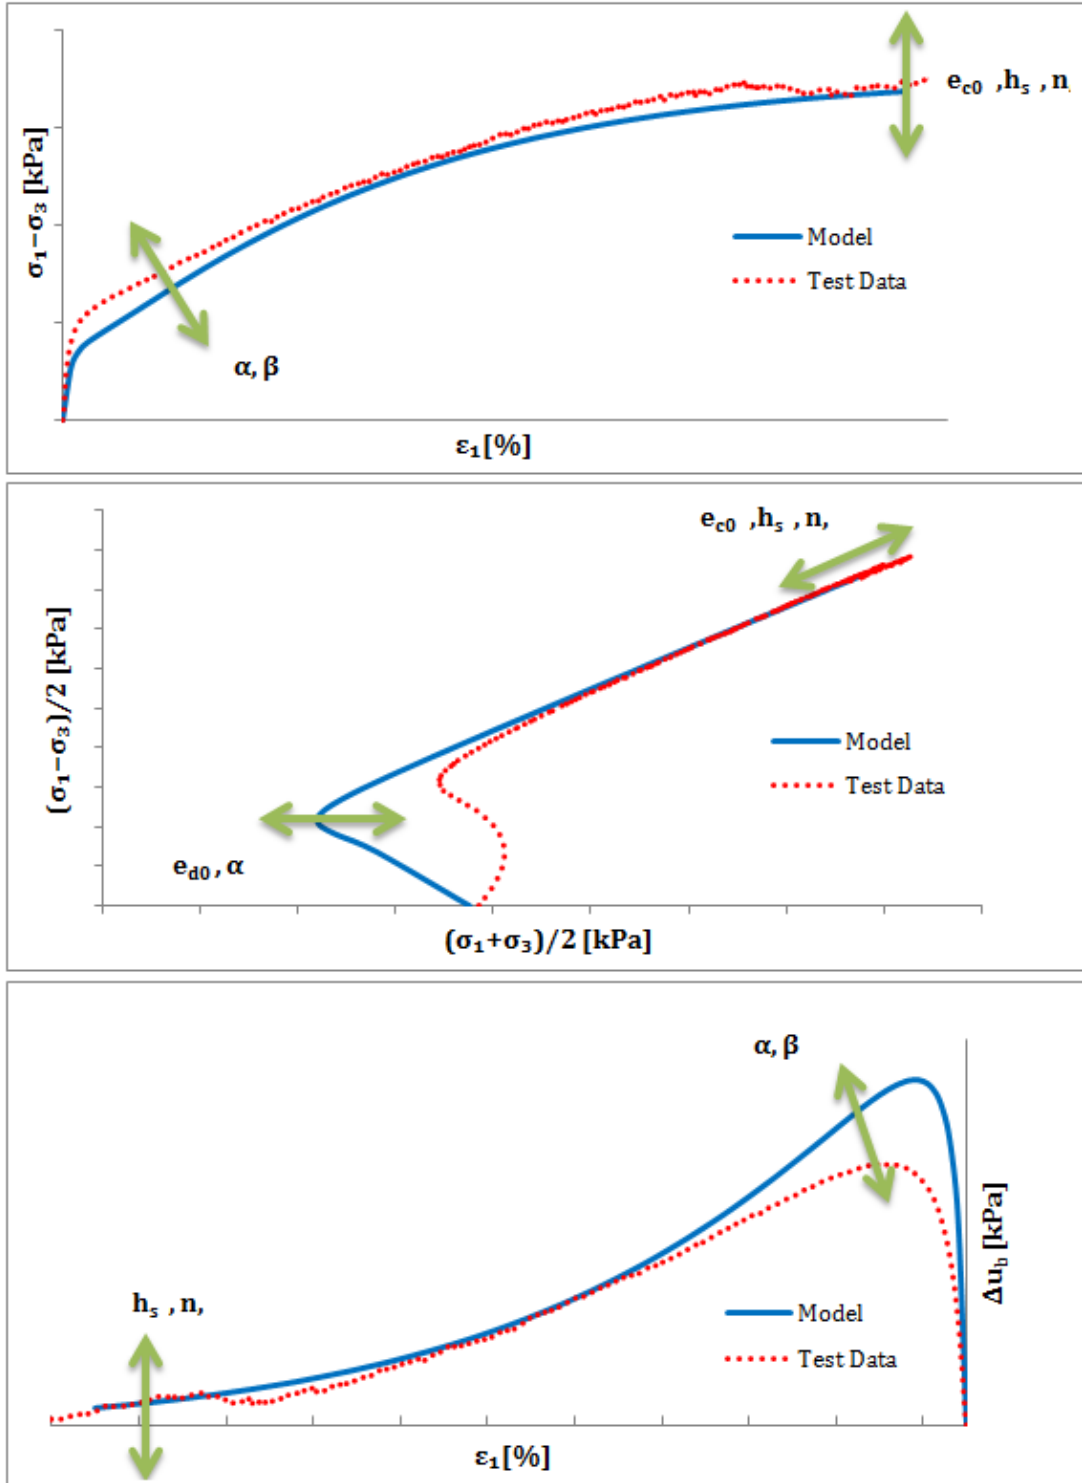 σ₁−σ₃ [kPa]
e_c0 ,h_s , n,
Model
Test Data
α, β
ε₁[%]
(σ₁−σ₃)/2 [kPa]
e_c0 ,h_s , n,
Model
Test Data
e_d0, α
(σ₁+σ₃)/2 [kPa]
α, β
Δu_b [kPa]
h_s , n,
Model
Test Data
ε₁[%]